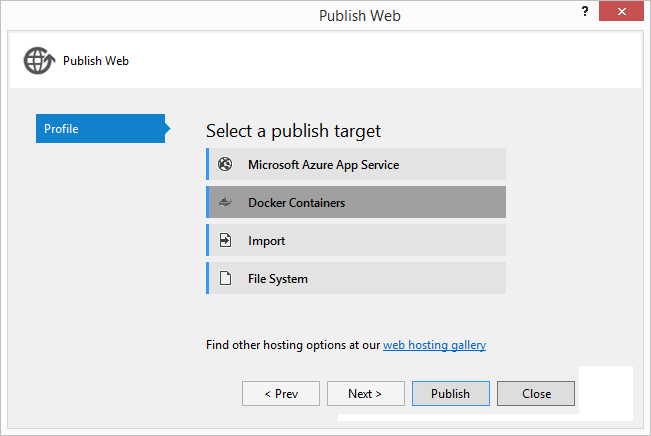 Publish Web
?
Publish Web
Profile
Select a publish target
Microsoft Azure App Service
Docker Containers
Import
File System
Find other hosting options at our web hosting gallery
< Prev Next > Publish Close